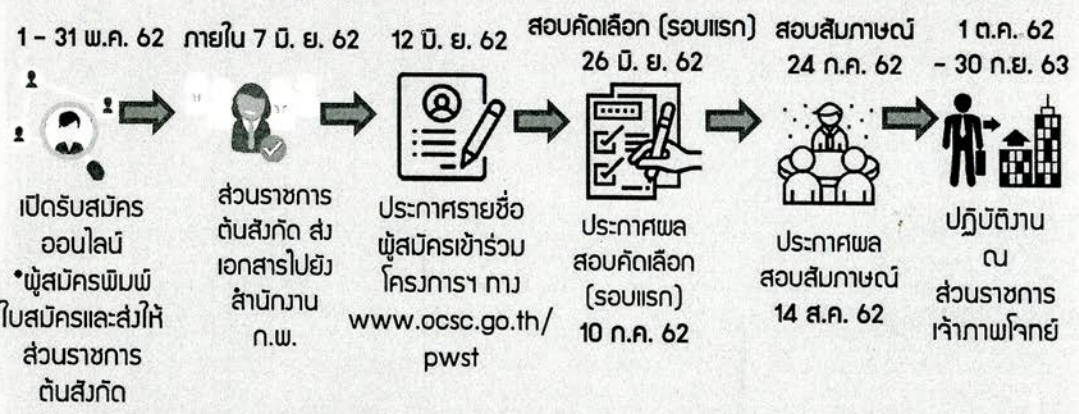 1 - 31 พ.ค. 62
เปิดรับสมัคร
ออนไลน์
*ผู้สมัครพิมพ์
ใบสมัครและส่งให้
ส่วนราชการ
ต้นสังกัด
ภายใน 7 มิ. ย. 62
ส่วนราชการ
ต้นสังกัด ส่ง
เอกสารไปยัง
สำนักงาน
ก.พ.
12 มิ. ย. 62
ประกาศรายชื่อ
ผู้สมัครเข้าร่วม
โครงการฯ ทาง
www.ocsc.go.th/
pwst
สอบคัดเลือก (รอบแรก)
26 มิ. ย. 62
ประกาศผล
สอบคัดเลือก
(รอบแรก)
10 ก.ค. 62
สอบสัมภาษณ์
24 ก.ค. 62
ประกาศผล
สอบสัมภาษณ์
14 ส.ค. 62
1 ต.ค. 62
- 30 ก.ย. 63
ปฏิบัติงาน
ณ
ส่วนราชการ
เจ้าภาพโจทย์